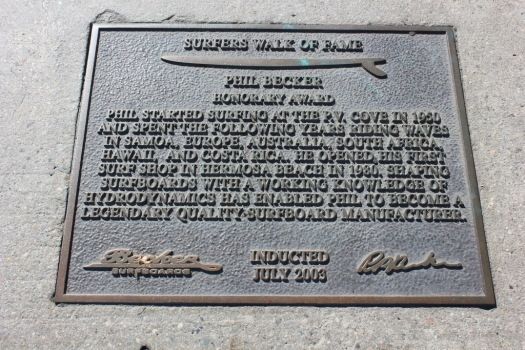 SURFERS WALK OF FAME
PHIL BECKER
HONORARY AWARD
PHIL STARTED SURFING AT THE P.V. COVE IN 1950
AND SPENT THE FOLLOWING YEARS RIDING WAVES
IN SAMOA, EUROPE, AUSTRALIA, SOUTH AFRICA,
HAWAII, AND COSTA RICA. HE OPENED HIS FIRST
SURF SHOP IN HERMOSA BEACH IN 1980. SHAPING
SURFBOARDS WITH A WORKING KNOWLEDGE OF
HYDRODYNAMICS HAS ENABLED PHIL TO BECOME A
LEGENDARY QUALITY-SURFBOARD MANUFACTURER.
Becker
SURFBOARDS
INDUCTED
JULY 2003